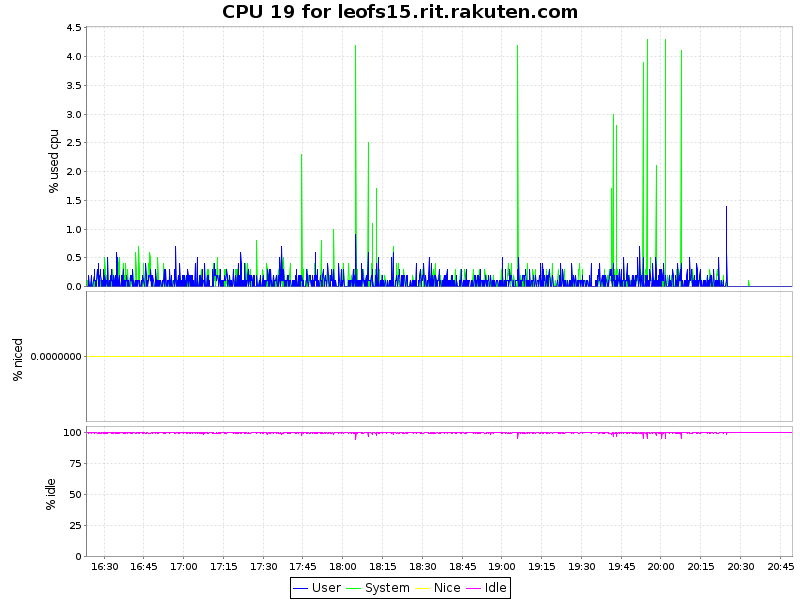 CPU 19 for leofs15.rit.rakuten.com
% used cpu
4.5
4.0
3.5
3.0
2.5
2.0
1.5
1.0
0.5
0.0
% niced
0.0000000
% idle
100
75
50
25
0
16:30 16:45 17:00 17:15 17:30 17:45 18:00 18:15 18:30 18:45 19:00 19:15 19:30 19:45 20:00 20:15 20:30 20:45
User System Nice Idle